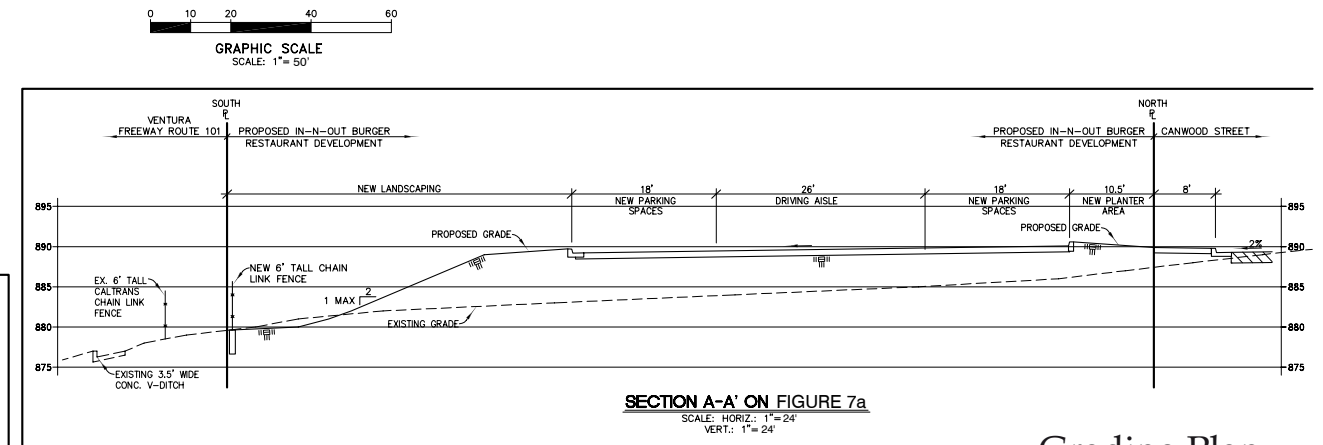 0 10 20 40 60
GRAPHIC SCALE
SCALE: 1"= 50'
SOUTH
PL
NORTH
PL
VENTURA
FREEWAY ROUTE 101
PROPOSED IN-N-OUT BURGER
RESTAURANT DEVELOPMENT
PROPOSED IN-N-OUT BURGER
RESTAURANT DEVELOPMENT
CANWOOD STREET
NEW LANDSCAPING
18'
NEW PARKING
SPACES
26'
DRIVING AISLE
18'
NEW PARKING
SPACES
10.5'
NEW PLANTER
AREA
8'
895
895
PROPOSED GRADE
PROPOSED GRADE
890
2%
890
EX. 6' TALL
CALTRANS
CHAIN LINK
FENCE
NEW 6' TALL CHAIN
LINK FENCE
885
885
2
1 MAX
EXISTING GRADE
880
880
875
875
EXISTING 3.5' WIDE
CONC. V-DITCH
SECTION A-A' ON FIGURE 7a
SCALE: HORIZ.: 1"=24'
VERT.: 1"=24'
Grading Plan